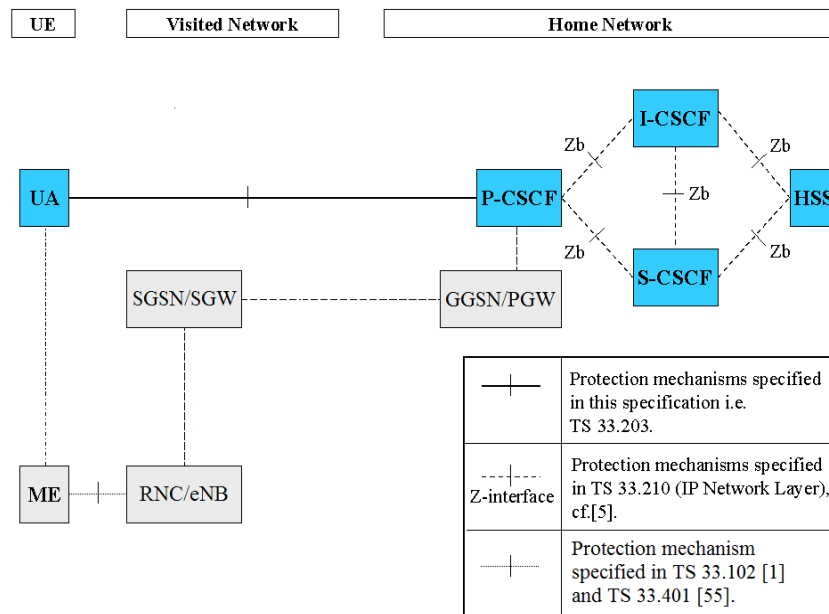 UE
Visited Network
Home Network
I-CSCF
Zb
Zb
UA
P-CSCF
Zb
HSS
Zb
Zb
S-CSCF
SGSN/SGW
GGSN/PGW
Protection mechanisms specified
in this specification i.e.
TS 33.203.
Z-interface
Protection mechanisms specified
in TS 33.210 (IP Network Layer),
cf.[5].
ME
RNC/eNB
Protection mechanism
specified in TS 33.102 [1]
and TS 33.401 [55]